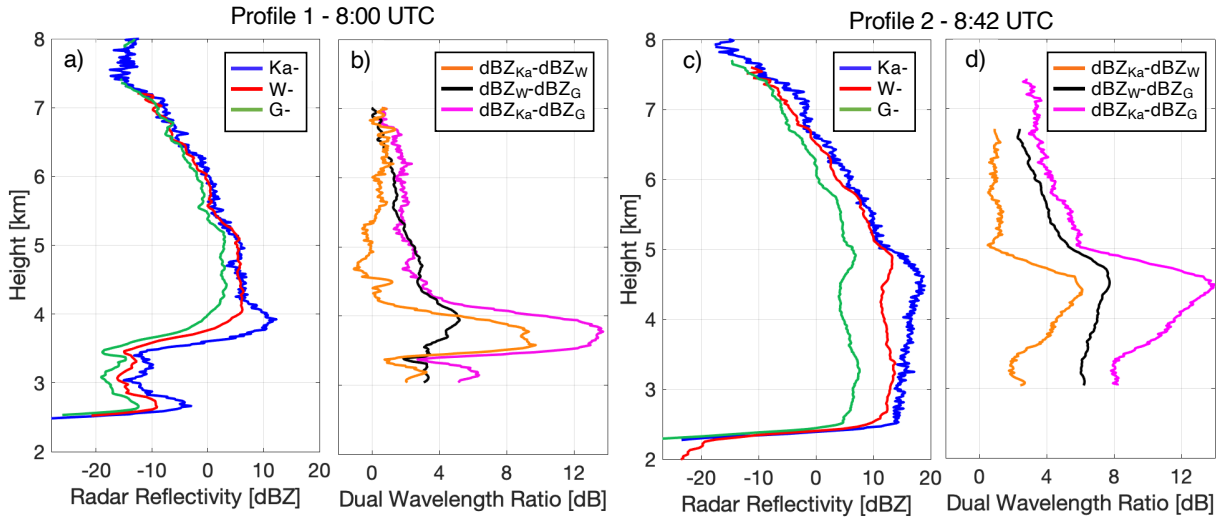 Profile 1 - 8:00 UTC
Profile 2 - 8:42 UTC
a)
Ka-
W-
G-
8
7
6
5
4
3
2
Height [km]
-20 -10 0 10 20
Radar Reflectivity [dBZ]
b)
dBZKa-dBZW
dBZW-dBZG
dBZKa-dBZG
0 4 8 12
Dual Wavelength Ratio [dB]
c)
Ka-
W-
G-
8
7
6
5
4
3
2
Height [km]
-20 -10 0 10 20
Radar Reflectivity [dBZ]
d)
dBZKa-dBZW
dBZW-dBZG
dBZKa-dBZG
0 4 8 12
Dual Wavelength Ratio [dB]